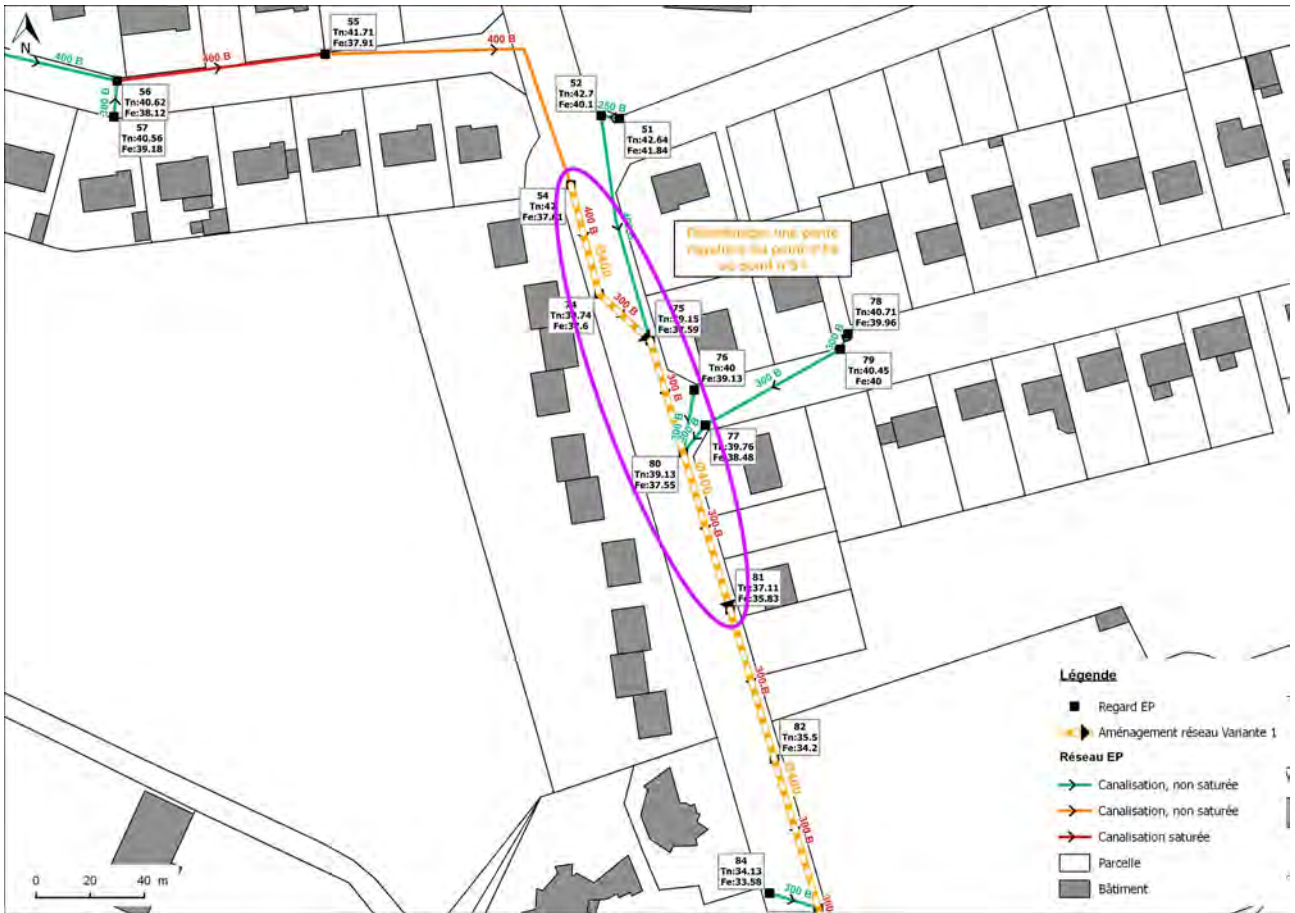 N
400 B
56
Tn:40.62
Fe:38.12
57
Tn:40.56
Fe:39.18
400 B
55
Tn:41.71
Fe:37.91
400 B
52
Tn:42.7
Fe:40.1
250 B
51
Tn:42.64
Fe:41.84
54
Tn:42
400 B
Ø400
300 B
75
76
Tn:40
Fe:39.13
78
Tn:40.71
Fe:39.96
300 B
79
Tn:40.45
Fe:40
300 B
300 B
300 B
77
Tn:39.76
Fe:38.48
80
Tn:39.13
Fe:37.55
Ø400
300 B
81
Tn:37.11
Fe:35.83
300 B
82
Tn:35.5
Fe:34.2
Ø400
300 B
84
Tn:34.13
Fe:33.58
300 B
300
Légende
Regard EP
Aménagement réseau Variante 1
Réseau EP
Canalisation, non saturée
Canalisation, non saturée
Canalisation saturée
Parcelle
Bâtiment
0 20 40 m